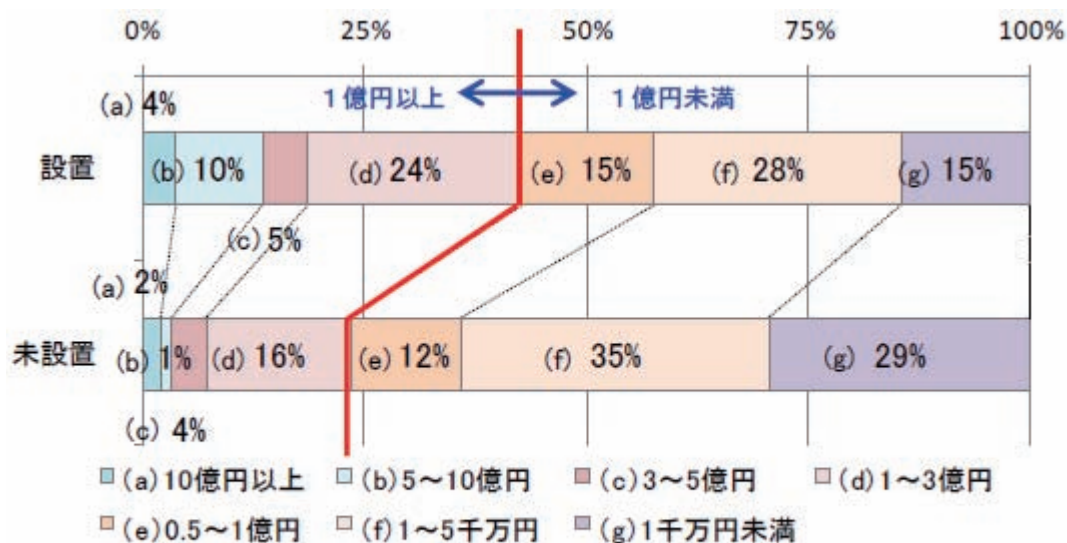 0% 25% 50% 75% 100%
1億円以上 1億円未満
(a) 4%
設置 (b) 10% (d) 24% (e) 15% (f) 28% (g) 15%
(c) 5%
(a) 2%
未設置 (b) 1% (d) 16% (e) 12% (f) 35% (g) 29%
(c) 4%
(a)10億円以上 (b)5～10億円 (c)3～5億円 (d)1～3億円
(e)0.5～1億円 (f)1～5千万円 (g)1千万円未満